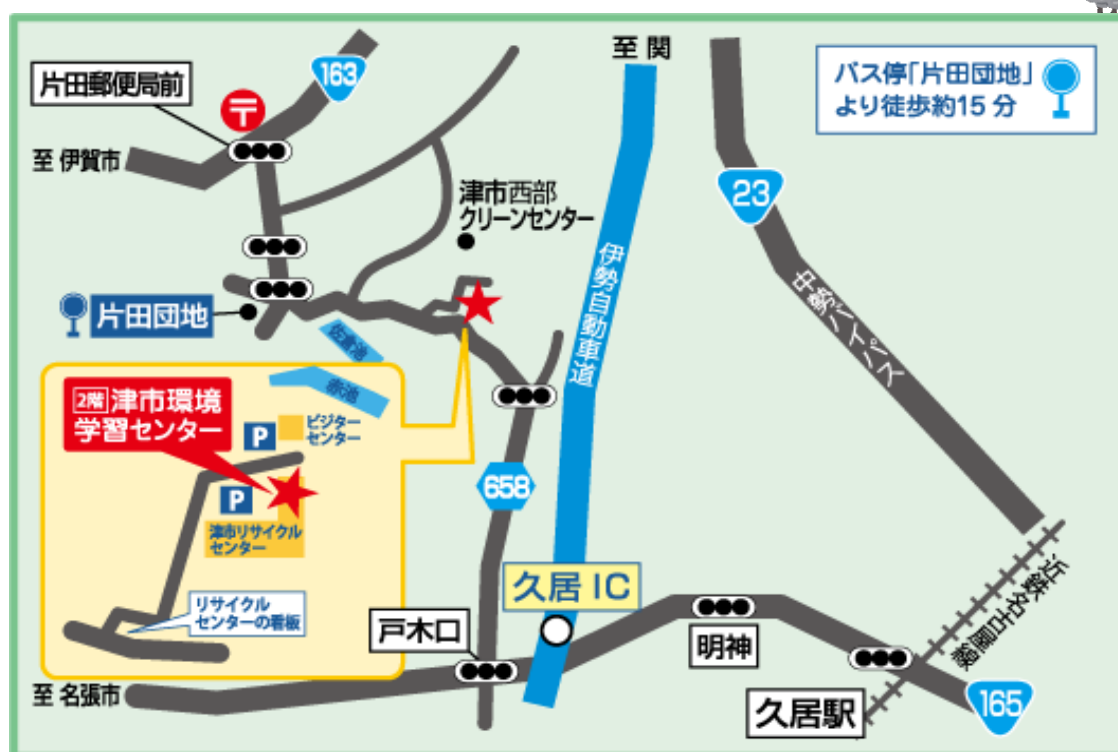 至 関
片田郵便局前
163
バス停「片田団地」
より徒歩約15分
〒
至 伊賀市
23
津市西部
クリーンセンター
伊勢自動車道
中勢バイパス
片田団地
佐倉池
赤池
2階 津市環境
学習センター
P
ビジター
センター
658
P
津市リサイクル
センター
久居 IC
近鉄名古屋線
リサイクル
センターの看板
戸木口
明神
至 名張市
久居駅
165